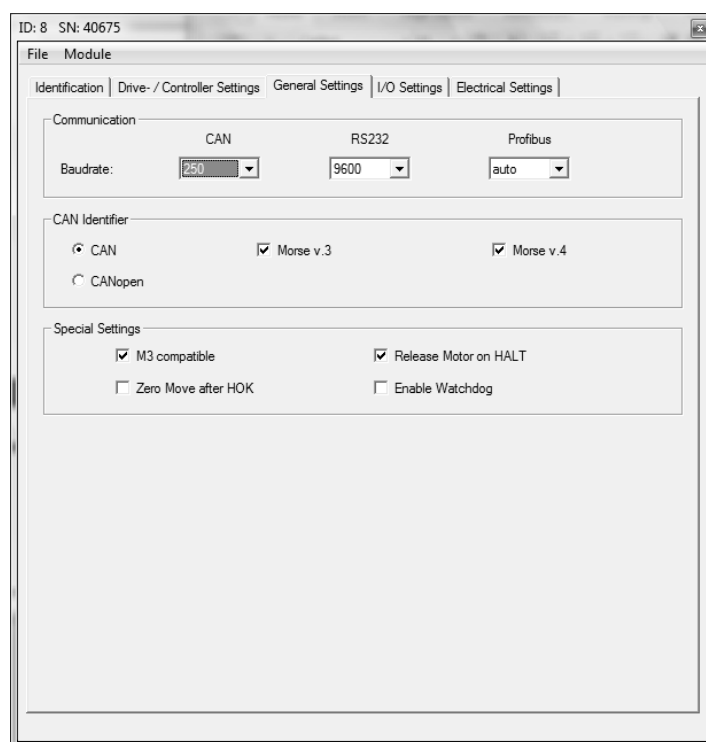 ID: 8 SN: 40675
File Module
Identification Drive- / Controller Settings General Settings I/O Settings Electrical Settings
Communication
CAN RS232 Profibus
Baudrate: 250 9600 auto
CAN Identifier
CAN Morse v.3 Morse v.4
CANopen
Special Settings
M3 compatible Release Motor on HALT
Zero Move after HOK Enable Watchdog